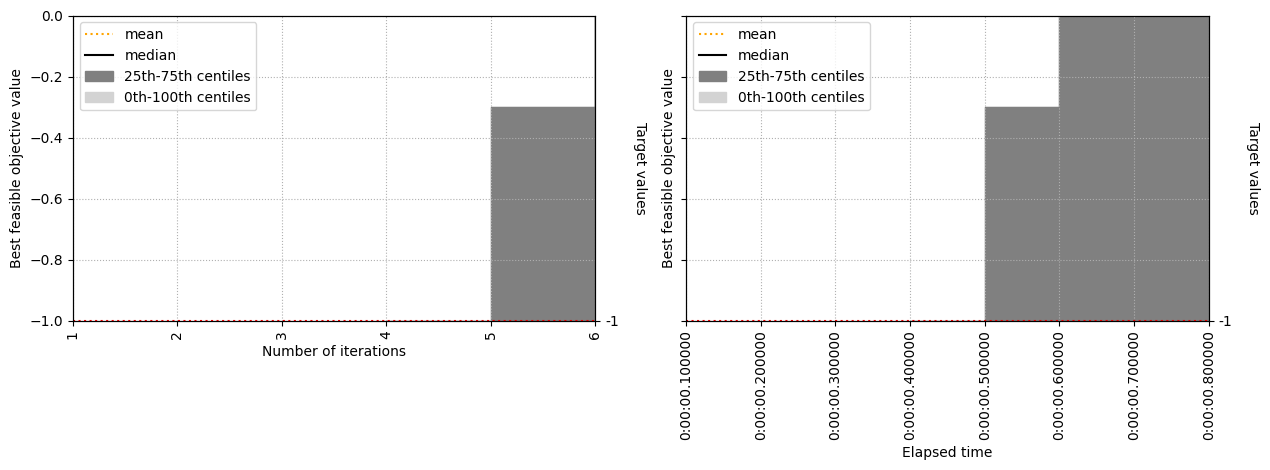 0.0
−0.2
−0.4
−0.6
−0.8
−1.0
Best feasible objective value
mean
median
25th-75th centiles
0th-100th centiles
1
2
3
4
5
6
Number of iterations
-1
Target values
Best feasible objective value
mean
median
25th-75th centiles
0th-100th centiles
0:00:00.100000
0:00:00.200000
0:00:00.300000
0:00:00.400000
0:00:00.500000
0:00:00.600000
0:00:00.700000
0:00:00.800000
Elapsed time
-1
Target values